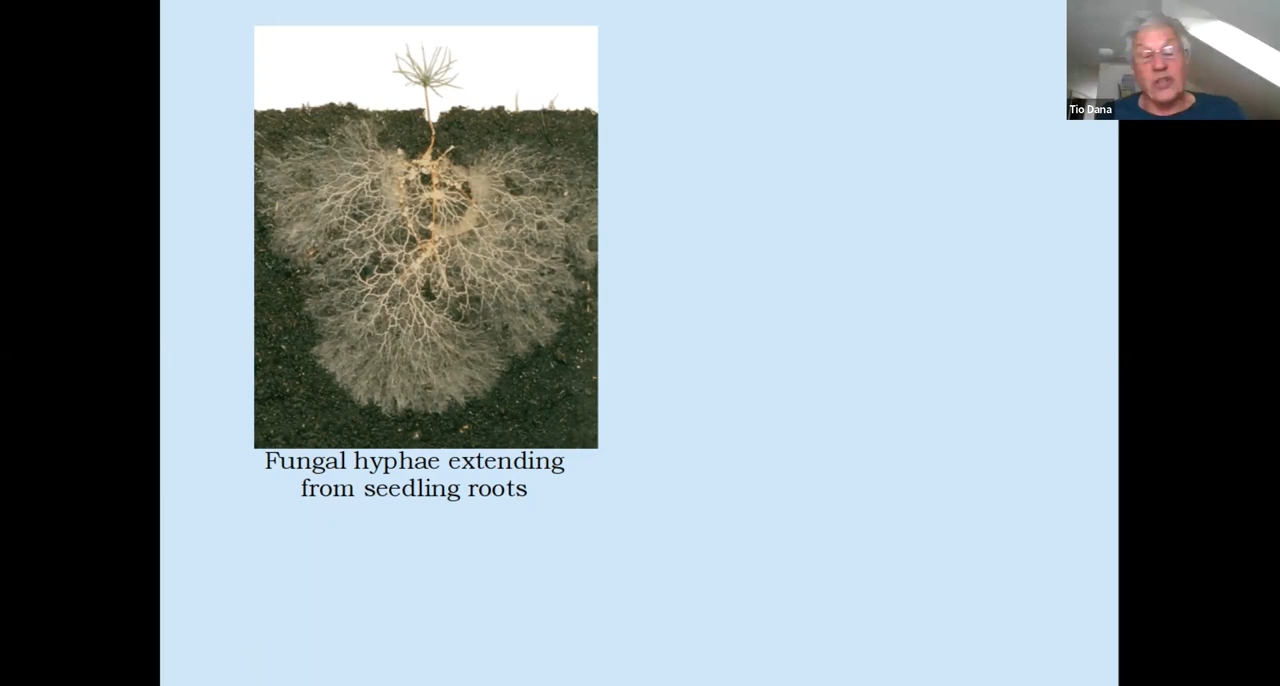 Tio Dana
Fungal hyphae extending
from seedling roots